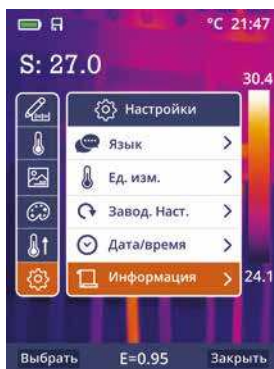 °C 21:47
S: 27.0
30.4
Настройки
Язык
Ед. изм.
Завод. Наст.
Дата/время
Информация
24.1
Выбрать E=0.95 Закрыть